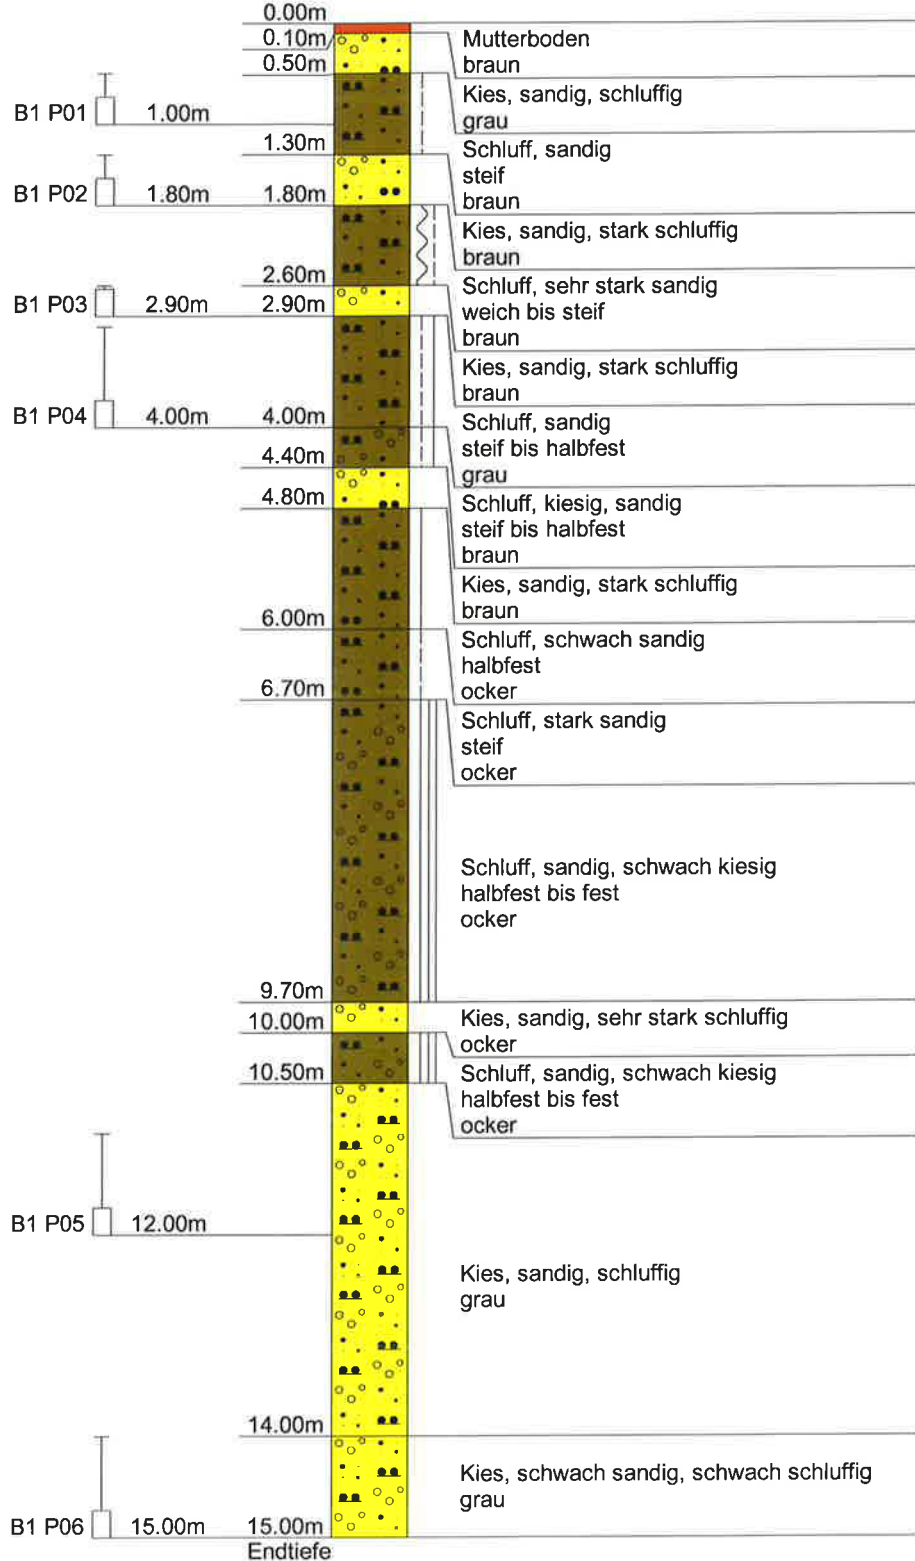 0.00m
0.10m
Mutterboden
braun
0.50m
Kies, sandig, schluffig
grau
B1 P01 1.00m
1.30m
Schluff, sandig
steif
braun
B1 P02 1.80m 1.80m
Kies, sandig, stark schluffig
braun
2.60m
Schluff, sehr stark sandig
weich bis steif
braun
B1 P03 2.90m 2.90m
Kies, sandig, stark schluffig
braun
B1 P04 4.00m 4.00m
Schluff, sandig
steif bis halbfest
grau
4.40m
Schluff, kiesig, sandig
steif bis halbfest
braun
4.80m
Kies, sandig, stark schluffig
braun
6.00m
Schluff, schwach sandig
halbfest
ocker
6.70m
Schluff, stark sandig
steif
ocker
Schluff, sandig, schwach kiesig
halbfest bis fest
ocker
9.70m
Kies, sandig, sehr stark schluffig
ocker
10.00m
Schluff, sandig, schwach kiesig
halbfest bis fest
ocker
10.50m
B1 P05 12.00m
Kies, sandig, schluffig
grau
14.00m
Kies, schwach sandig, schwach schluffig
grau
B1 P06 15.00m 15.00m
Endtiefe